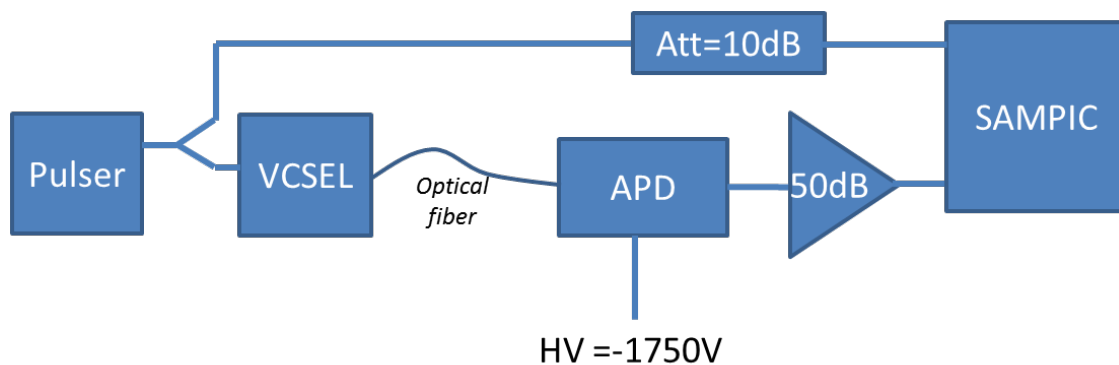 Att=10dB
Pulser
VCSEL
Optical
fiber
APD
50dB
SAMPIC
HV =-1750V